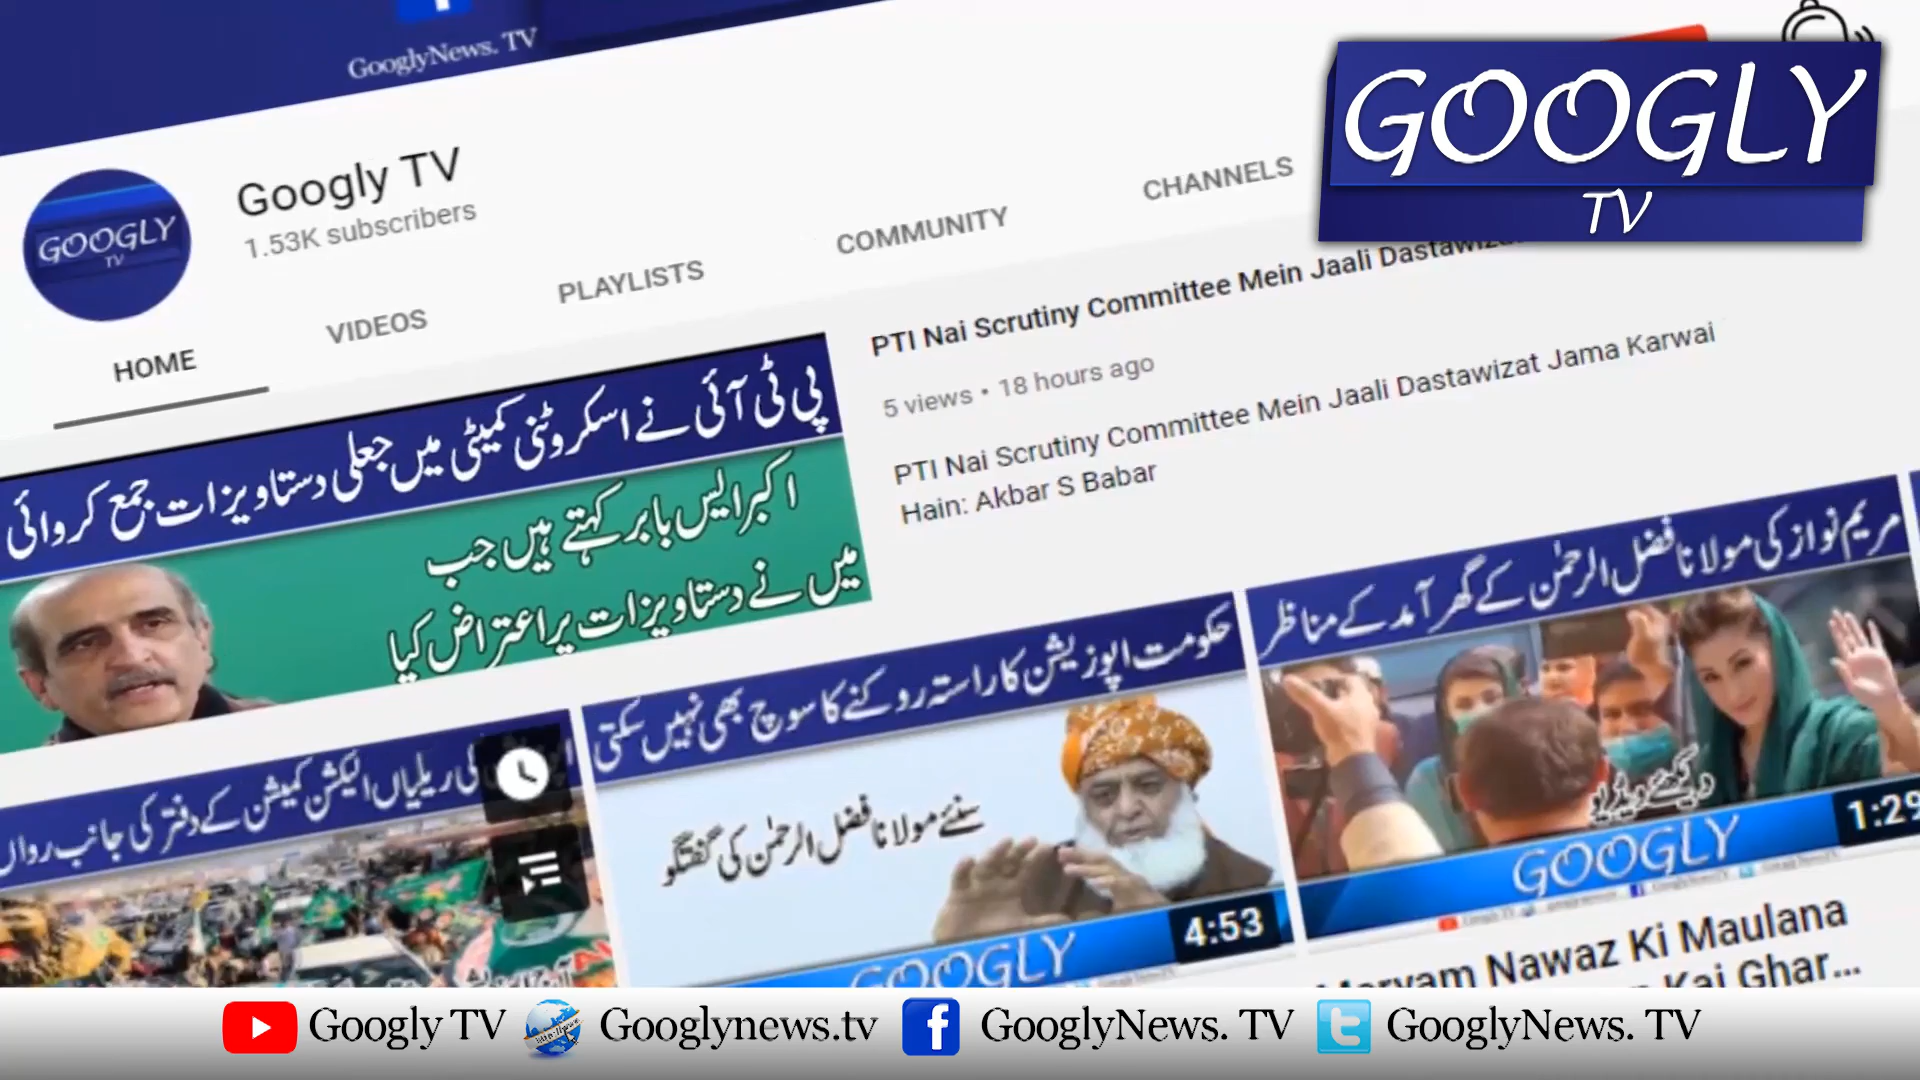 GooglyNews. TV
GOOGLY
TV
Googly TV
1.53K subscribers
GOOGLY
TV
HOME
VIDEOS
PLAYLISTS
COMMUNITY
CHANNELS
پی ٹی آئی نے اسکروٹنی کمیٹی میں جعلی دستاویزات جمع کروائی
اکبر ایس بابر کہتے ہیں جب
میں نے دستاویزات پر اعتراض کیا
PTI Nai Scrutiny Committee Mein Jaali
5 views • 18 hours ago
PTI Nai Scrutiny Committee Mein Jaali Dastawizat Jama Karwai
Hain: Akbar S Babar
کی ریلیاں الیکشن کمیشن کے دفتر کی جانب رواں
حکومت اپوزیشن کا راستہ روکنے کا سوچ بھی نہیں سکتی
سنئے مولانا فضل الرحمٰن کی گفتگو
GOOGLY
4:53
مریم نواز کی مولانا فضل الرحمٰن کے گھر آمد کے مناظر
دیکھئے ویڈیو
GOOGLY
1:29
Maryam Nawaz Ki Maulana
Kai Ghar...
Googly TV
Googlynews.tv
GooglyNews. TV
GooglyNews. TV